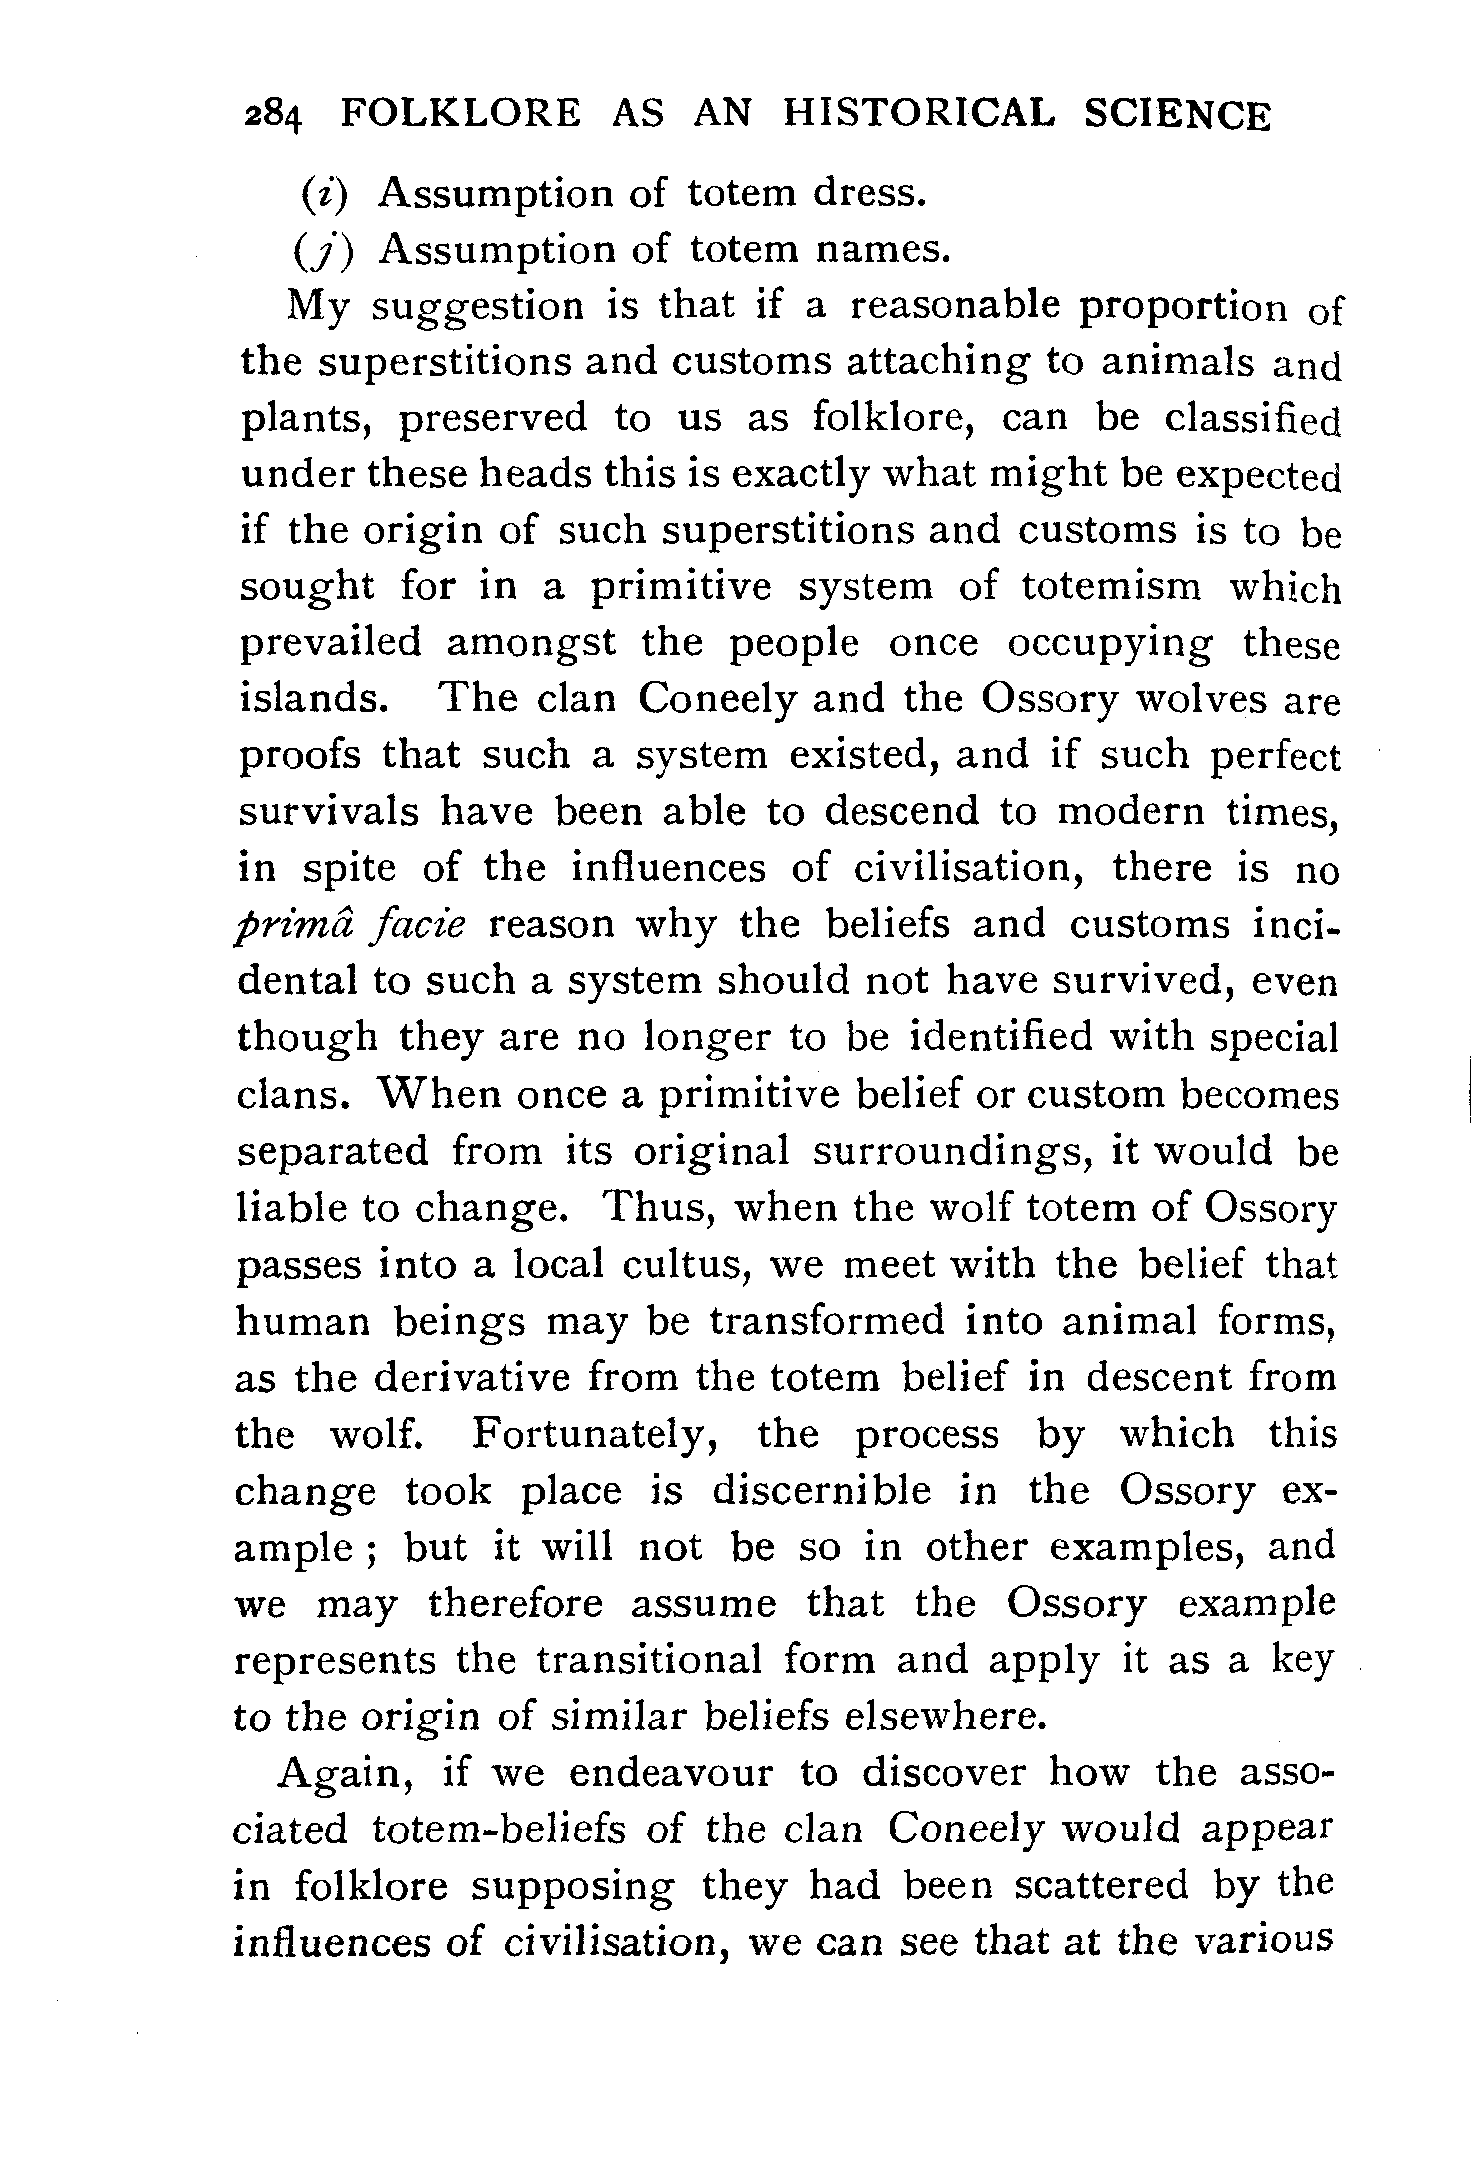 284 FOLKLORE AS AN HISTORICAL SCIENCE
(i) Assumption of totem dress.
(j) Assumption of totem names.
My suggestion is that if a reasonable proportion of
the superstitions and customs attaching to animals and
plants, preserved to us as folklore, can be classified
under these heads this is exactly what might be expected
if the origin of such superstitions and customs is to be
sought for in a primitive system of totemism which
prevailed amongst the people once occupying these
islands. The clan Coneely and the Ossory wolves are
proofs that such a system existed, and if such perfect
survivals have been able to descend to modern times,
in spite of the influences of civilisation, there is no
primâ facie reason why the beliefs and customs inci-
dental to such a system should not have survived, even
though they are no longer to be identified with special
clans. When once a primitive belief or custom becomes
separated from its original surroundings, it would be
liable to change. Thus, when the wolf totem of Ossory
passes into a local cultus, we meet with the belief that
human beings may be transformed into animal forms,
as the derivative from the totem belief in descent from
the wolf. Fortunately, the process by which this
change took place is discernible in the Ossory ex-
ample ; but it will not be so in other examples, and
we may therefore assume that the Ossory example
represents the transitional form and apply it as a key
to the origin of similar beliefs elsewhere.
Again, if we endeavour to discover how the asso-
ciated totem-beliefs of the clan Coneely would appear
in folklore supposing they had been scattered by the
influences of civilisation, we can see that at the various